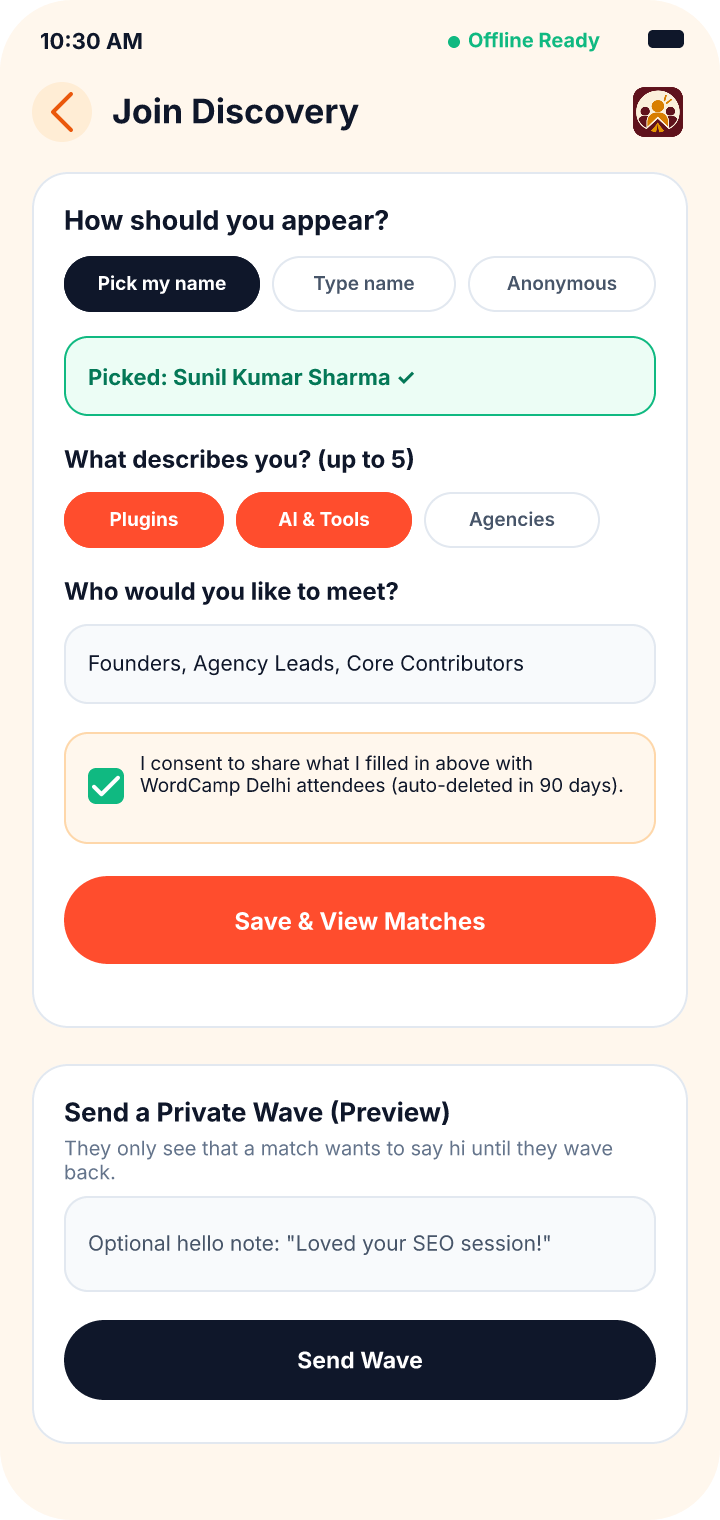 10:30 AM
Offline Ready
Join Discovery
How should you appear?
Pick my name
Type name
Anonymous
Picked: Sunil Kumar Sharma ✓
What describes you? (up to 5)
Plugins
AI & Tools
Agencies
Who would you like to meet?
Founders, Agency Leads, Core Contributors
I consent to share what I filled in above with
WordCamp Delhi attendees (auto-deleted in 90 days).
Save & View Matches
Send a Private Wave (Preview)
They only see that a match wants to say hi until they wave
back.
Optional hello note: "Loved your SEO session!"
Send Wave